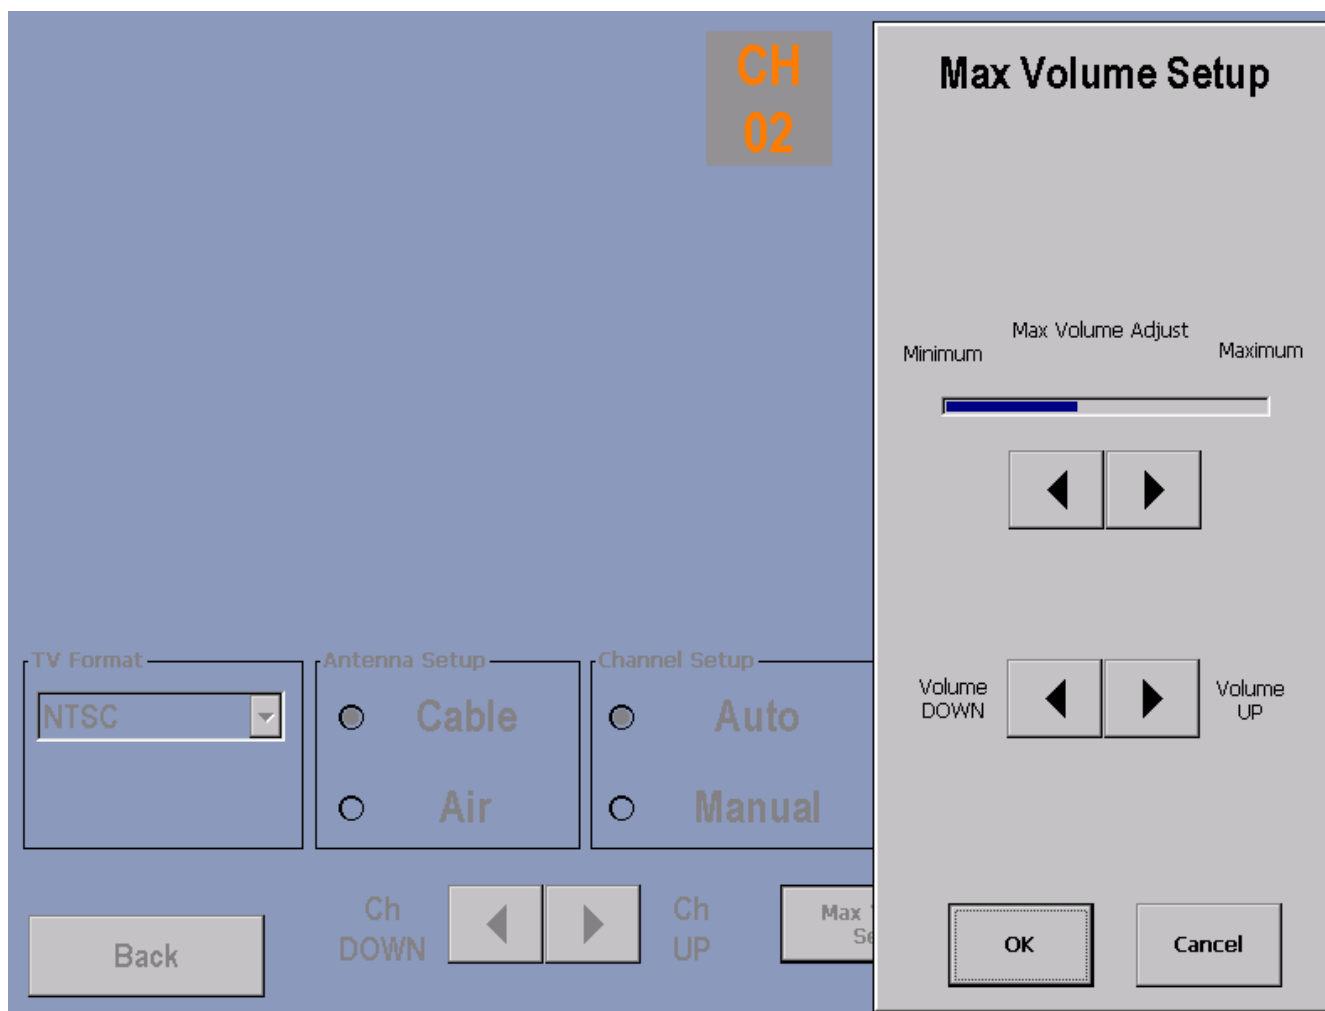 CH
02
Max Volume Setup
Max Volume Adjust
Minimum
Maximum
Volume
DOWN
Volume
UP
OK
Cancel
TV Format
NTSC
Antenna Setup
Cable
Air
Channel Setup
Auto
Manual
Back
Ch
DOWN
Ch
UP
Max